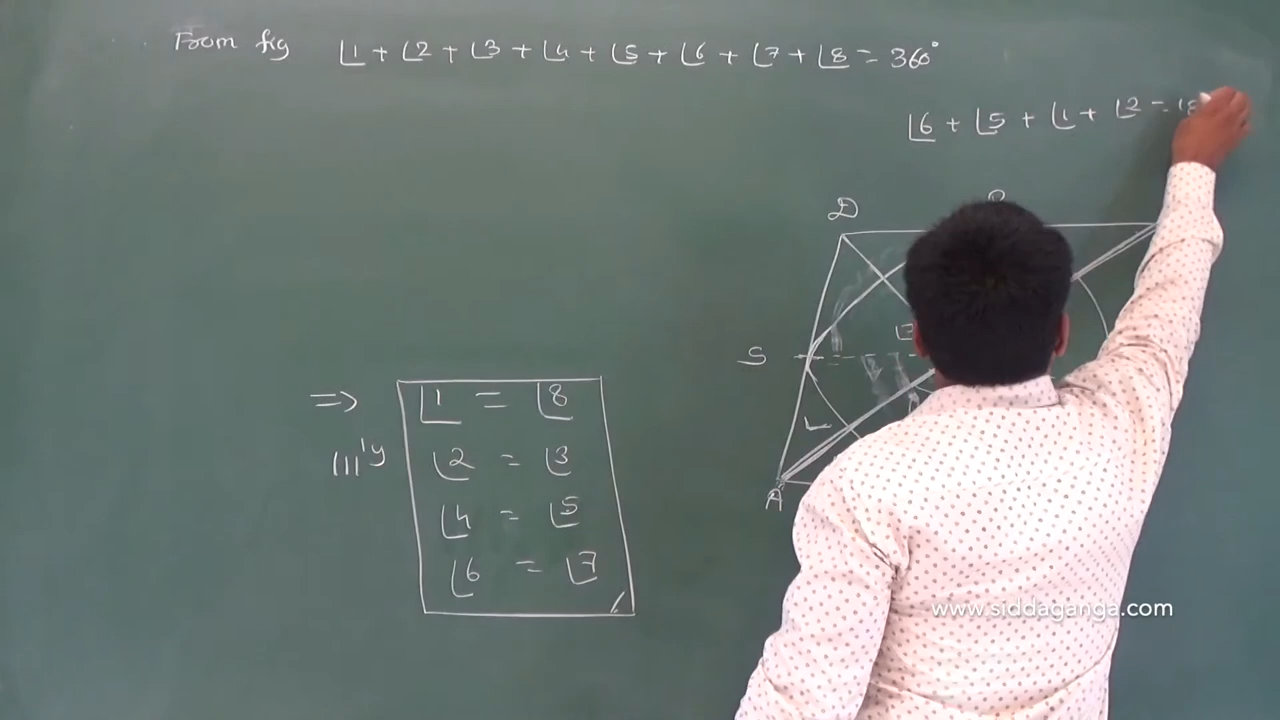 From fig ∠1 + ∠2 + ∠3 + ∠4 + ∠5 + ∠6 + ∠7 + ∠8 = 360°
∠6 + ∠5 + ∠1 + ∠2 = 18
D
S
A
=> ∠1 = ∠8
|||'y ∠2 = ∠3
∠4 = ∠5
∠6 = ∠7
www.siddaganga.com